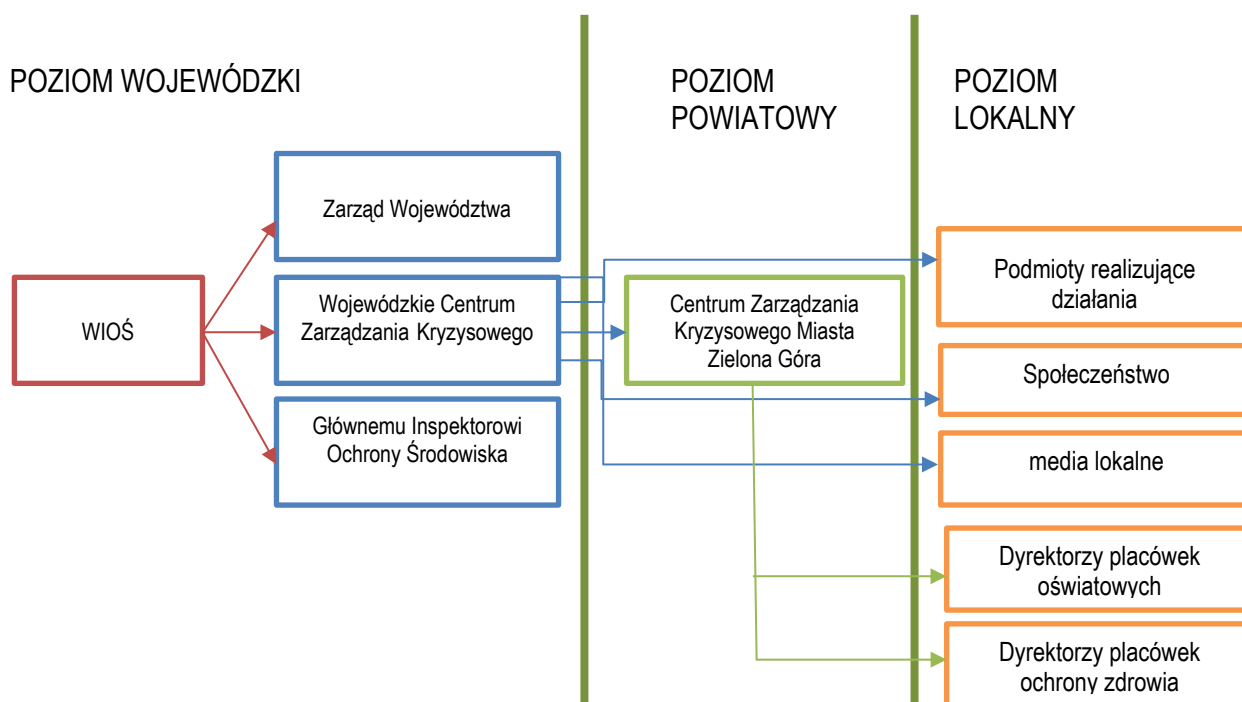 POZIOM WOJEWÓDZKI
POZIOM
POWIATOWY
POZIOM
LOKALNY
Zarząd Województwa
WIOŚ
Wojewódzkie Centrum
Zarządzania Kryzysowego
Głównemu Inspektorowi
Ochrony Środowiska
Centrum Zarządzania
Kryzysowego Miasta
Zielona Góra
Podmioty realizujące
działania
Społeczeństwo
media lokalne
Dyrektorzy placówek
oświatowych
Dyrektorzy placówek
ochrony zdrowia